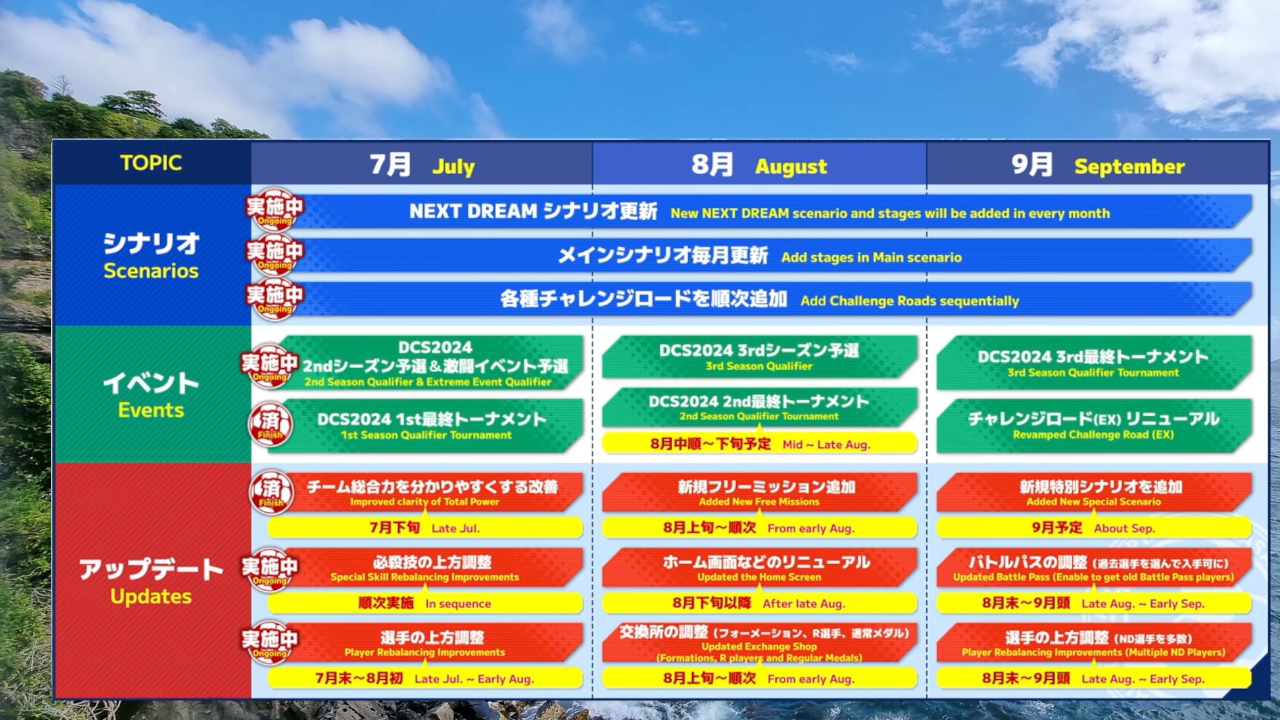 TOPIC
7月 July
8月 August
9月 September
シナリオ
Scenarios
実施中
Ongoing
NEXT DREAM シナリオ更新 New NEXT DREAM scenario and stages will be added in every month
実施中
Ongoing
メインシナリオ毎月更新 Add stages in Main scenario
実施中
Ongoing
各種チャレンジロードを順次追加 Add Challenge Roads sequentially
イベント
Events
実施中
Ongoing
DCS2024
2ndシーズン予選&激闘イベント予選
2nd Season Qualifier & Extreme Event Qualifier
DCS2024 3rdシーズン予選
3rd Season Qualifier
DCS2024 3rd最終トーナメント
3rd Season Qualifier Tournament
済
Finish
DCS2024 1st最終トーナメント
1st Season Qualifier Tournament
DCS2024 2nd最終トーナメント
2nd Season Qualifier Tournament
8月中順〜下旬予定 Mid ~ Late Aug.
チャレンジロード(EX) リニューアル
Revamped Challenge Road (EX)
アップデート
Updates
済
Finish
チーム総合力を分かりやすくする改善
Improved clarity of Total Power
7月下旬 Late Jul.
新規フリーミッション追加
Added New Free Missions
8月上旬〜順次 From early Aug.
新規特別シナリオを追加
Added New Special Scenario
9月予定 About Sep.
実施中
Ongoing
必殺技の上方調整
Special Skill Rebalancing Improvements
順次実施 In sequence
ホーム画面などのリニューアル
Updated the Home Screen
8月下旬以降 After late Aug.
バトルパスの調整 (過去選手を選んで入手可に)
Updated Battle Pass (Enable to get old Battle Pass players)
8月末〜9月頭 Late Aug. ~ Early Sep.
実施中
Ongoing
選手の上方調整
Player Rebalancing Improvements
7月末〜8月初 Late Jul. ~ Early Aug.
交換所の調整 (フォーメーション、R選手、通常メダル)
Updated Exchange Shop
(Formations, R players and Regular Medals)
8月上旬〜順次 From early Aug.
選手の上方調整 (ND選手を多数)
Player Rebalancing Improvements (Multiple ND Players)
8月末〜9月頭 Late Aug. ~ Early Sep.